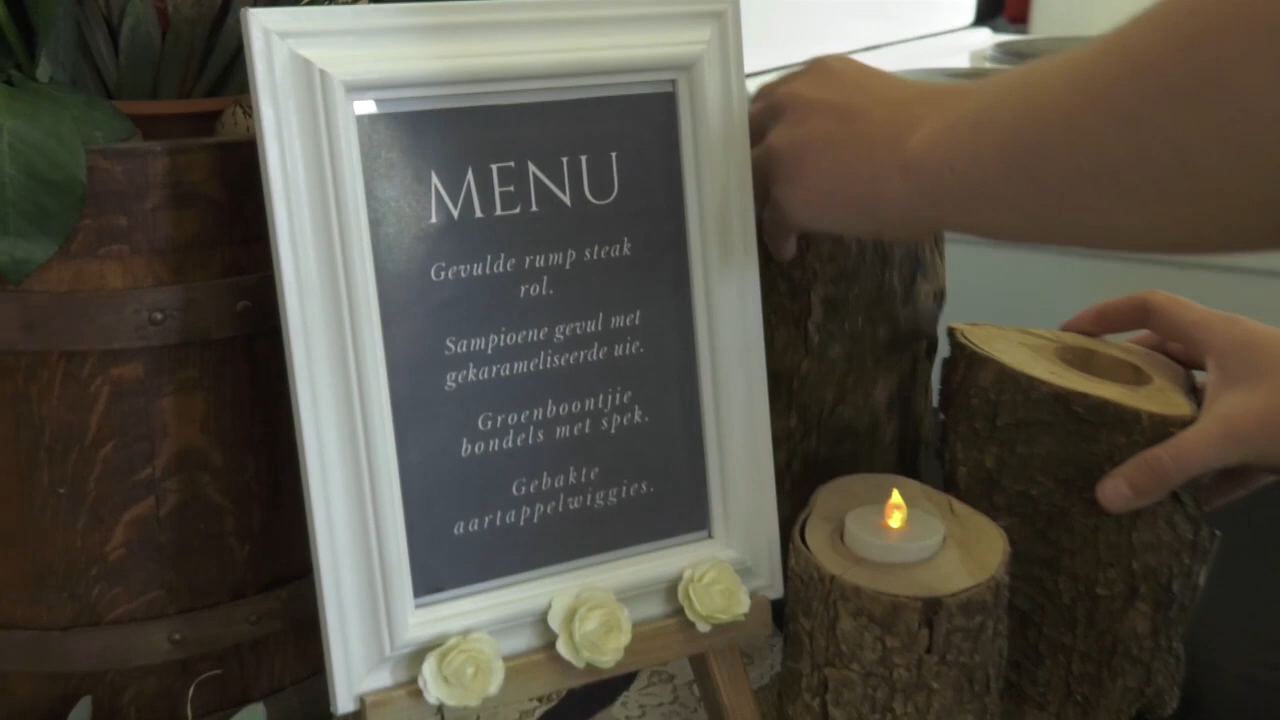 MENU
Gevulde rump steak
rol.
Sampioene gevul met
gekarameliseerde uie.
Groenboontjie
bondels met spek.
Gebakte
aartappelwiggies.